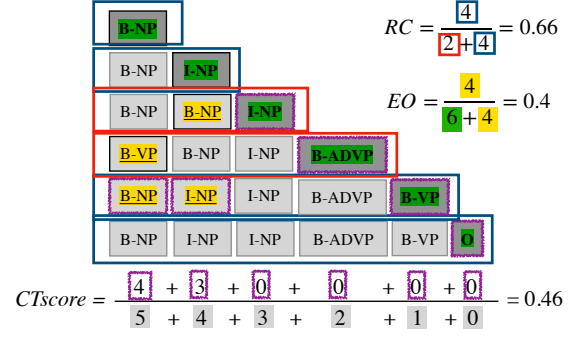 B-NP
B-NP I-NP
B-NP B-NP I-NP
B-VP B-NP I-NP B-ADVP
B-NP I-NP I-NP B-ADVP B-VP
B-NP I-NP I-NP B-ADVP B-VP O
RC = 4 / 2+4 = 0.66
EO = 4 / 6+4 = 0.4
CTscore = 4 + 3 + 0 + 0 + 0 + 0 / 5 + 4 + 3 + 2 + 1 + 0 = 0.46